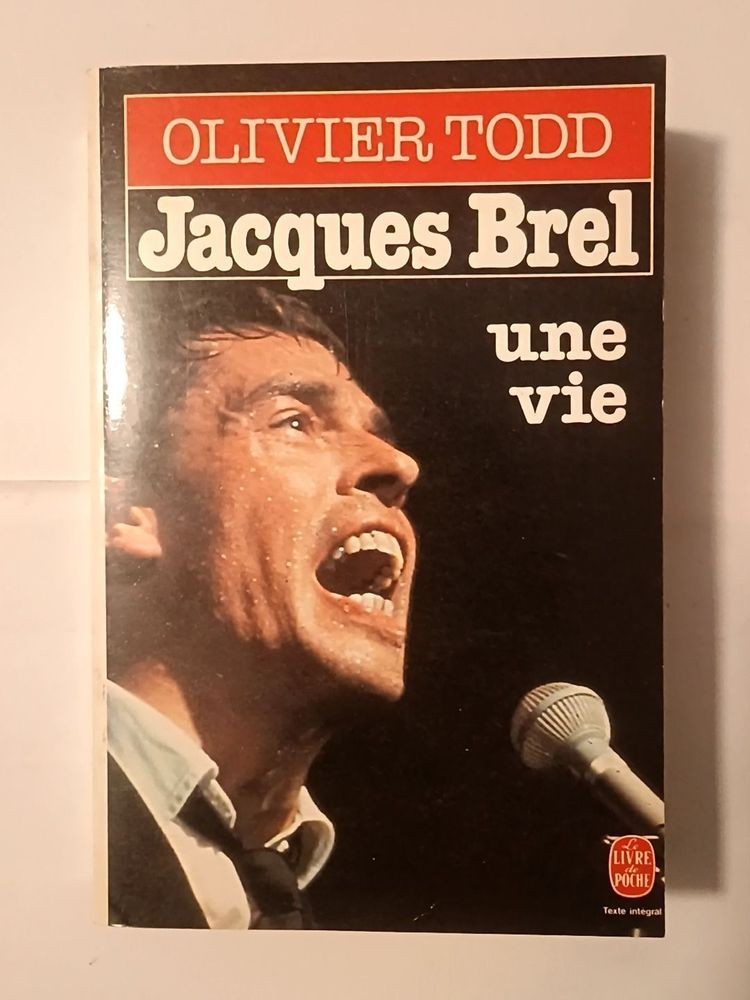 OLIVIER TODD
Jacques Brel
une
vie
Le
LIVRE
de
POCHE
Texte intégral